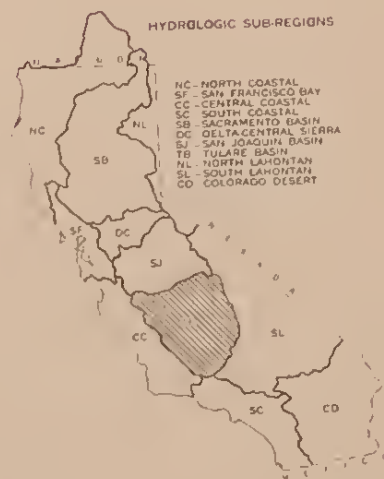 HYDROLOGIC SUB-REGIONS
NC - NORTH COASTAL
SF - SAN FRANCISCO BAY
CC - CENTRAL COASTAL
SC SOUTH COASTAL
SB - SACRAMENTO BASIN
DC DELTA CENTRAL SIERRA
SJ - SAN JOAQUIN BASIN
TB TULARE BASIN
NL - NORTH LAHONTAN
SL - SOUTH LAHONTAN
CD COLORADO DESERT
NC
NL
SB
DC
SF
SJ
CC
SL
SC
CD